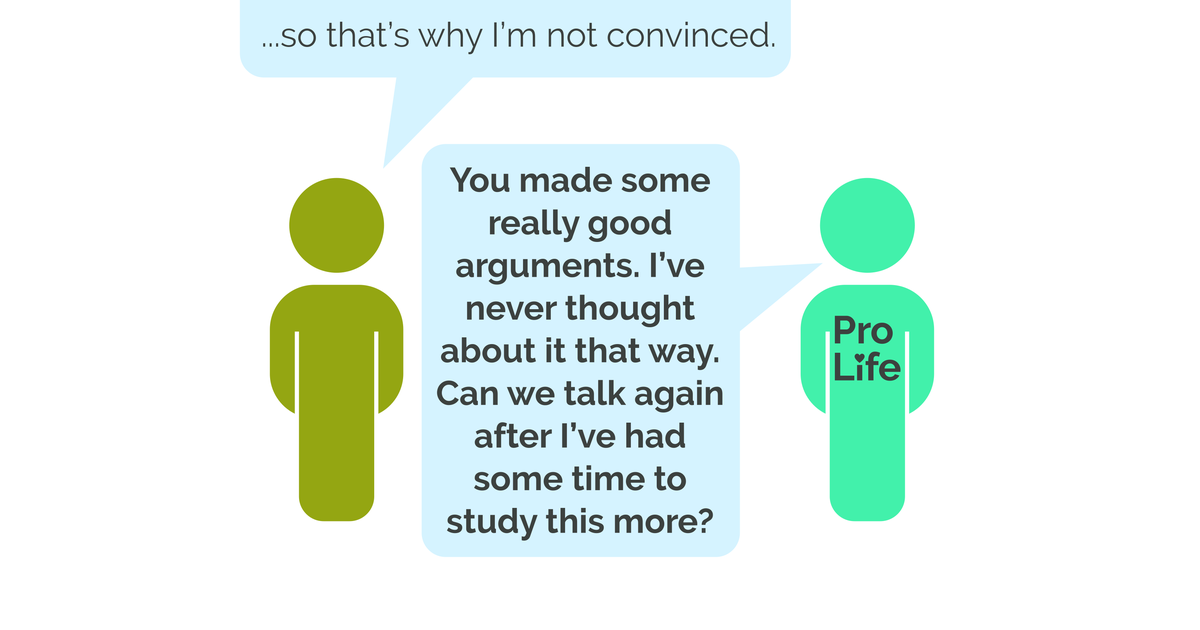 ...so that’s why I’m not convinced.
You made some
really good
arguments. I’ve
never thought
about it that way.
Can we talk again
after I’ve had
some time to
study this more?
Pro
Life